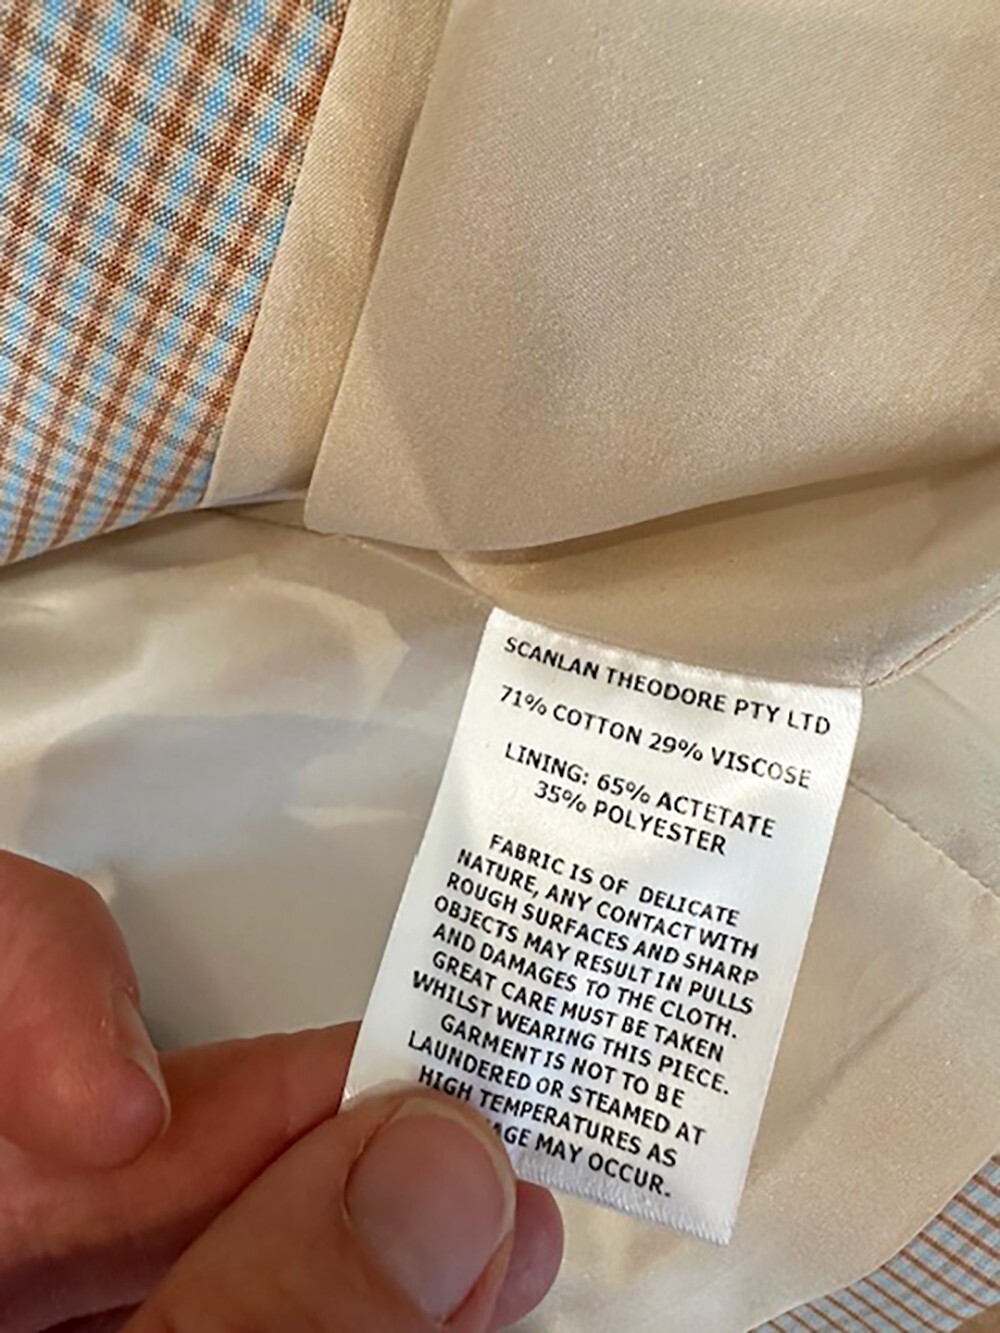 SCANLAN THEODORE PTY LTD
71% COTTON 29% VISCOSE
LINING: 65% ACTETATE
35% POLYESTER
FABRIC IS OF DELICATE
NATURE, ANY CONTACT WITH
ROUGH SURFACES AND SHARP
OBJECTS MAY RESULT IN PULLS
AND DAMAGES TO THE CLOTH.
GREAT CARE MUST BE TAKEN
WHILST WEARING THIS PIECE.
GARMENT IS NOT TO BE
LAUNDERED OR STEAMED AT
HIGH TEMPERATURES AS
MAY OCCUR.